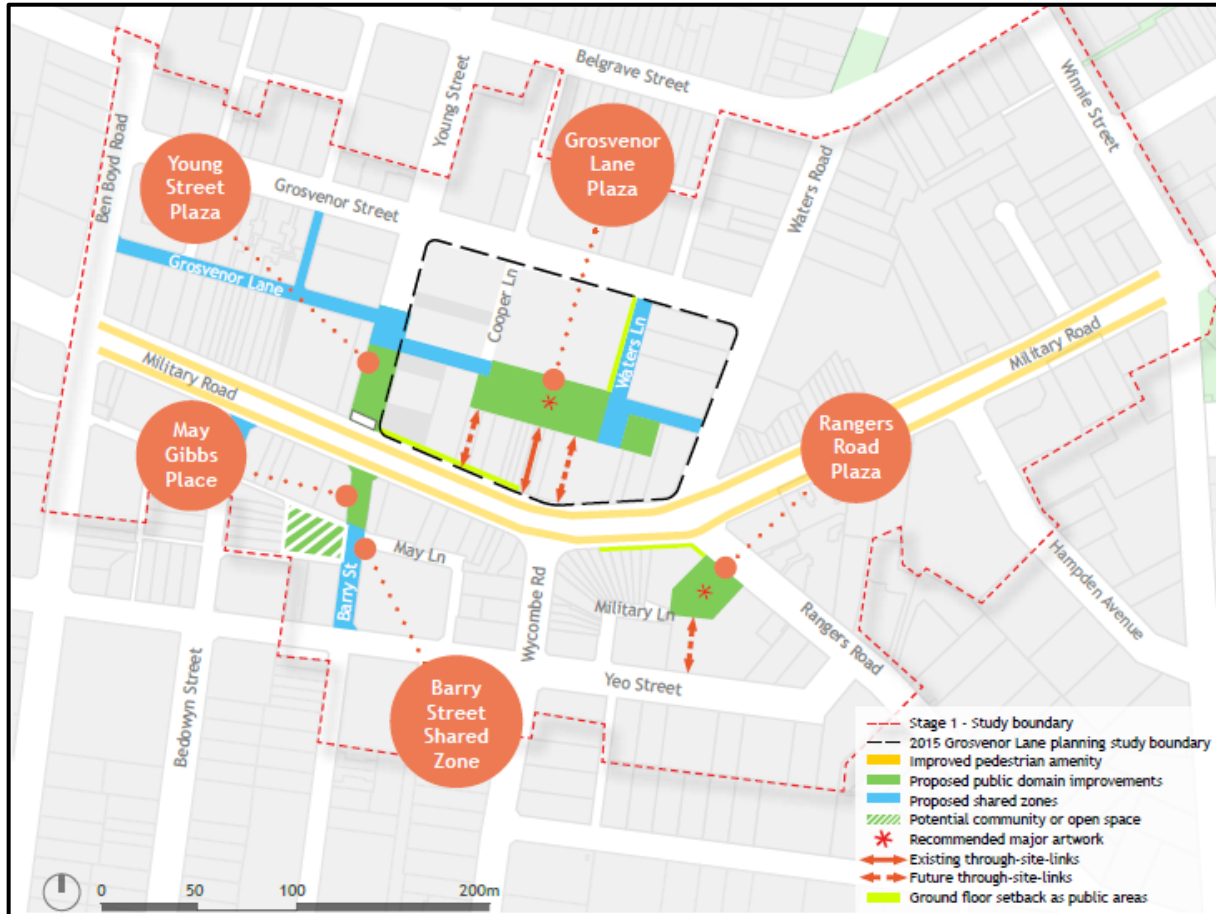 Belgrave Street
Young Street
Winnie Street
Ben Boyd Road
Young
Street
Plaza
Grosvenor
Lane
Plaza
Waters Road
Grosvenor Street
Grosvenor Lane
Cooper Ln
Waters Ln
Military Road
Military Road
May
Gibbs
Place
Rangers
Road
Plaza
May Ln
Barry St
Wycombe Rd
Military Ln
Rangers Road
Hampden Avenue
Bedowyn Street
Yeo Street
Barry
Street
Shared
Zone
Stage 1 - Study boundary
2015 Grosvenor Lane planning study boundary
Improved pedestrian amenity
Proposed public domain improvements
Proposed shared zones
Potential community or open space
Recommended major artwork
Existing through-site-links
Future through-site-links
Ground floor setback as public areas
0 50 100 200m